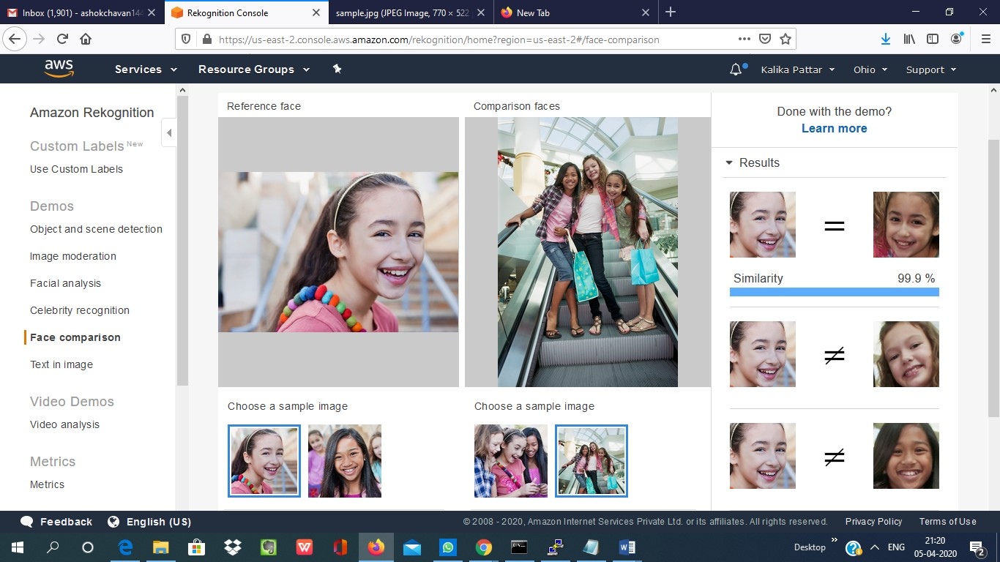 Inbox (1,901) - ashokchavan144
Rekognition Console
sample.jpg (JPEG Image, 770 × 522
New Tab
https://us-east-2.console.aws.amazon.com/rekognition/home?region=us-east-2#/face-comparison
aws
Services
Resource Groups
Kalika Pattar
Ohio
Support
Amazon Rekognition
Custom Labels New
Use Custom Labels
Demos
Object and scene detection
Image moderation
Facial analysis
Celebrity recognition
Face comparison
Text in image
Video Demos
Video analysis
Metrics
Metrics
Reference face
Comparison faces
Choose a sample image
Choose a sample image
Done with the demo?
Learn more
Results
=
Similarity
99.9 %
≠
≠
Feedback
English (US)
© 2008 - 2020, Amazon Internet Services Private Ltd. or its affiliates. All rights reserved.
Privacy Policy
Terms of Use
Desktop
ENG
21:20
05-04-2020
2